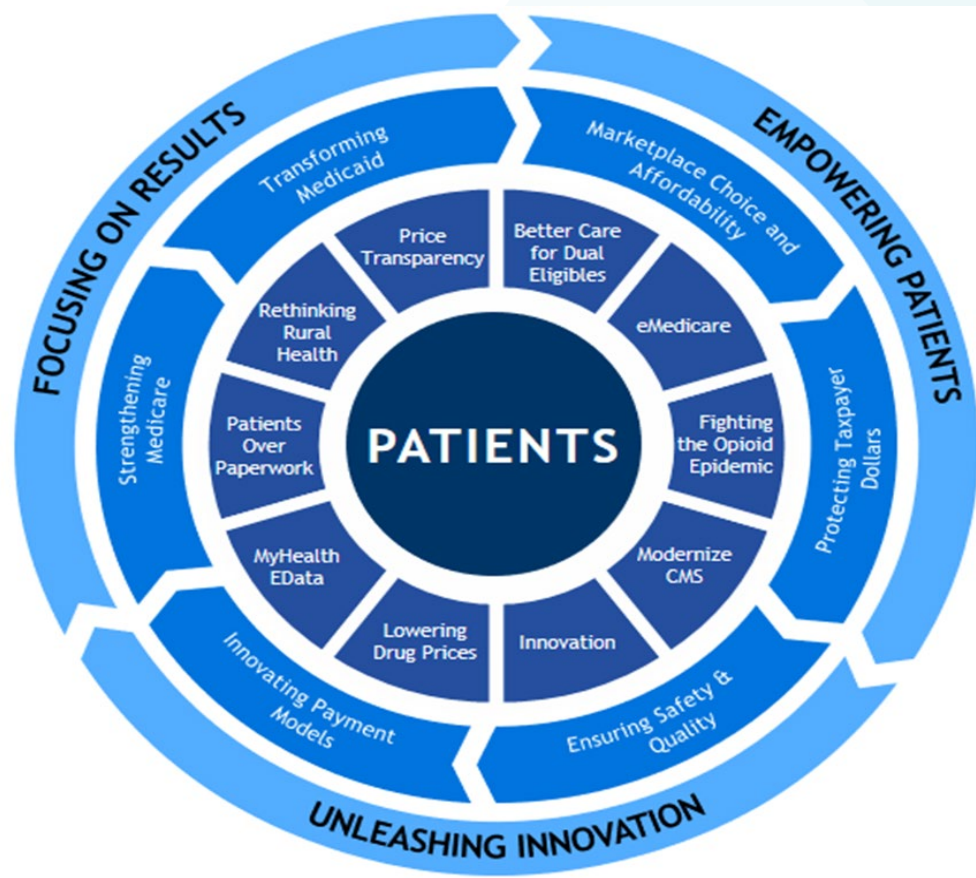 FOCUSING ON RESULTS
EMPOWERING PATIENTS
UNLEASHING INNOVATION
Transforming
Medicaid
Marketplace Choice and
Affordability
Protecting Taxpayer
Dollars
Ensuring Safety &
Quality
Innovating Payment
Models
Strengthening
Medicare
Price
Transparency
Better Care
for Dual
Eligibles
eMedicare
Fighting
the Opioid
Epidemic
Modernize
CMS
Innovation
Lowering
Drug Prices
MyHealth
EData
Patients
Over
Paperwork
Rethinking
Rural
Health
PATIENTS